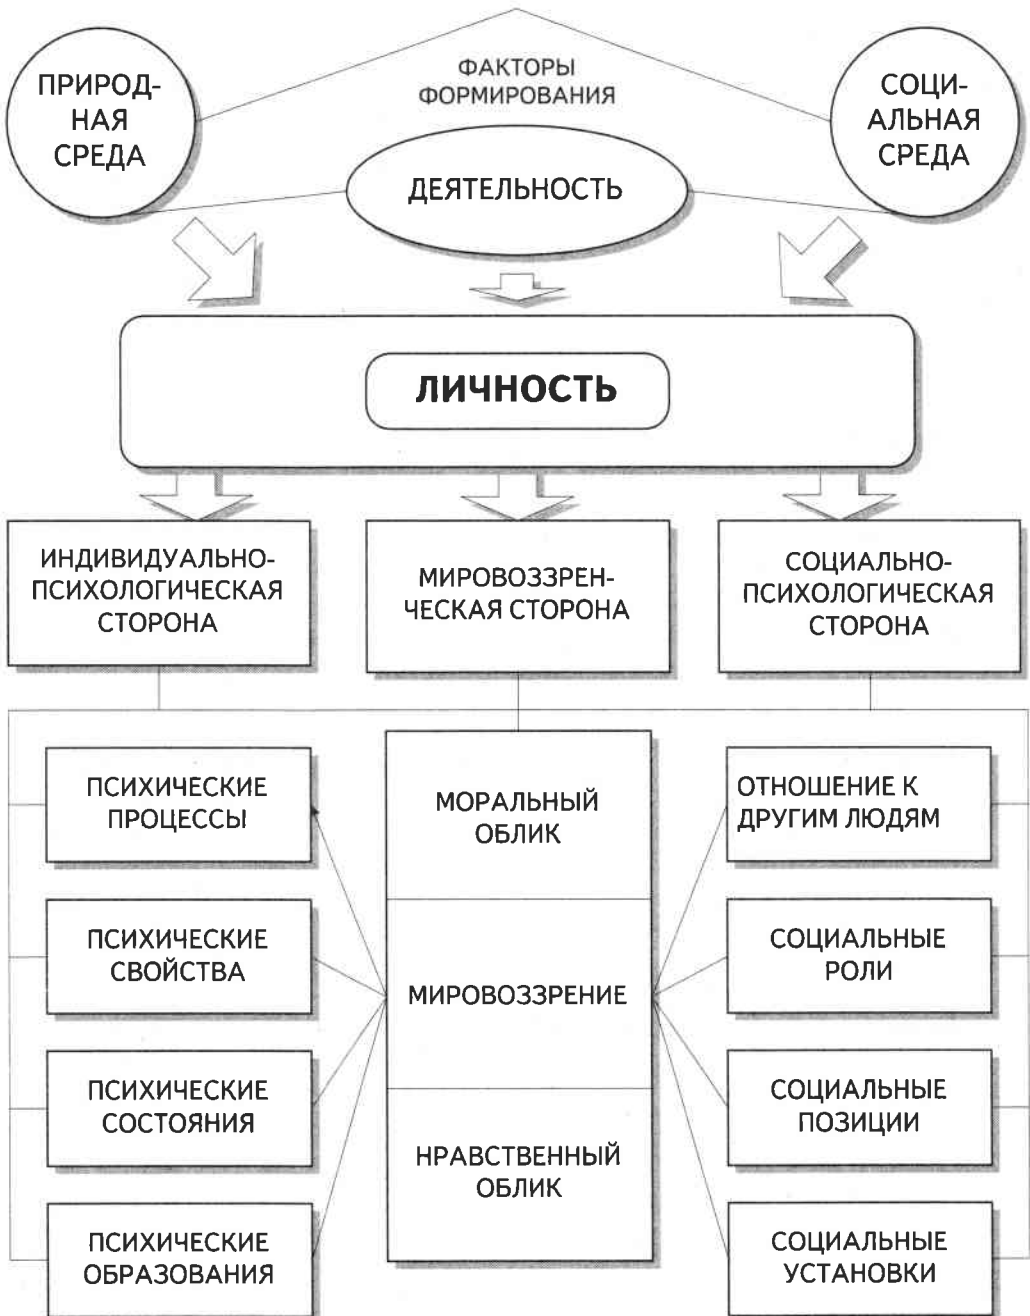 ПРИРОД-
НАЯ
СРЕДА
ФАКТОРЫ
ФОРМИРОВАНИЯ
СОЦИ-
АЛЬНАЯ
СРЕДА
ДЕЯТЕЛЬНОСТЬ
ЛИЧНОСТЬ
ИНДИВИДУАЛЬНО-
ПСИХОЛОГИЧЕСКАЯ
СТОРОНА
МИРОВОЗЗРЕН-
ЧЕСКАЯ СТОРОНА
СОЦИАЛЬНО-
ПСИХОЛОГИЧЕСКАЯ
СТОРОНА
ПСИХИЧЕСКИЕ
ПРОЦЕССЫ
ПСИХИЧЕСКИЕ
СВОЙСТВА
ПСИХИЧЕСКИЕ
СОСТОЯНИЯ
ПСИХИЧЕСКИЕ
ОБРАЗОВАНИЯ
МОРАЛЬНЫЙ
ОБЛИК
МИРОВОЗЗРЕНИЕ
НРАВСТВЕННЫЙ
ОБЛИК
ОТНОШЕНИЕ К
ДРУГИМ ЛЮДЯМ
СОЦИАЛЬНЫЕ
РОЛИ
СОЦИАЛЬНЫЕ
ПОЗИЦИИ
СОЦИАЛЬНЫЕ
УСТАНОВКИ